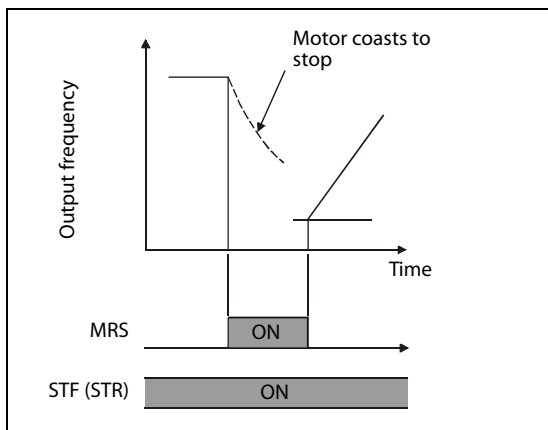 Motor coasts to
stop
Output frequency
Time
MRS
ON
STF (STR)
ON